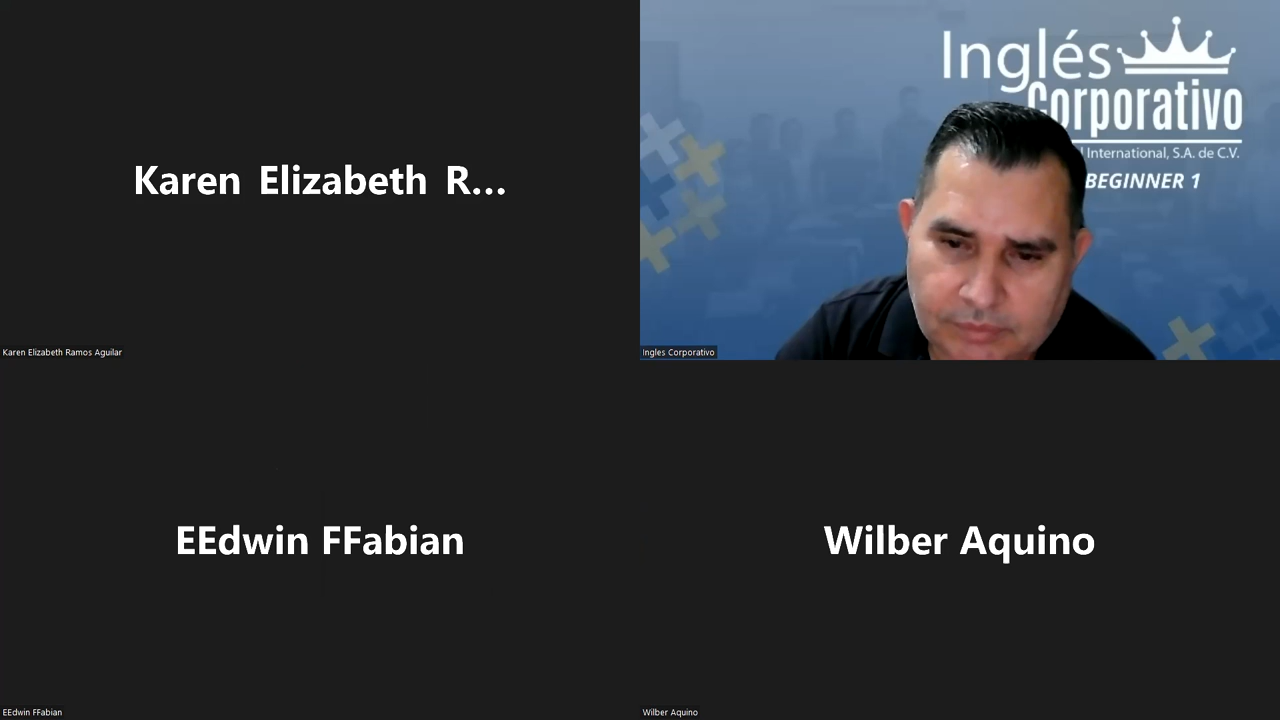 Karen Elizabeth R...
Karen Elizabeth Ramos Aguilar
Inglés
Corporativo
International, S.A. de C.V.
BEGINNER 1
Ingles Corporativo
EEdwin FFabian
EEdwin FFabian
Wilber Aquino
Wilber Aquino